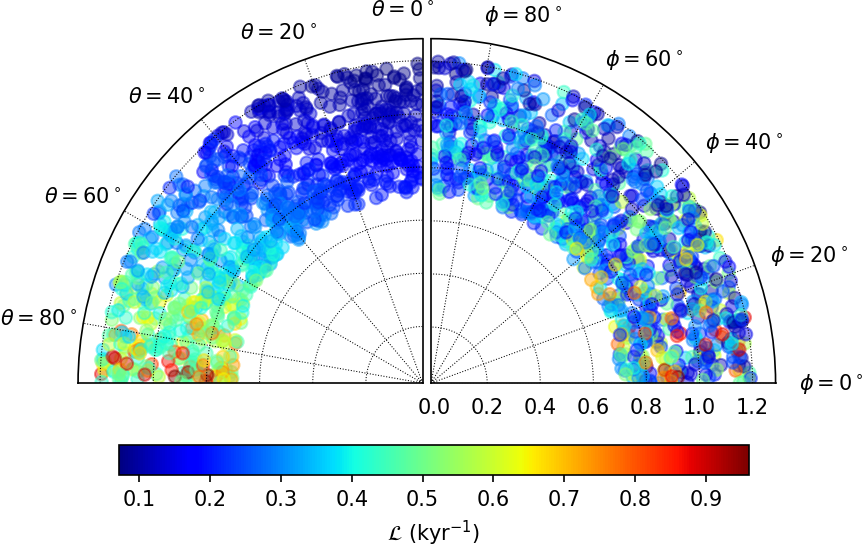 θ = 0°
θ = 20°
θ = 40°
θ = 60°
θ = 80°
ϕ = 80°
ϕ = 60°
ϕ = 40°
ϕ = 20°
ϕ = 0°
0.0 0.2 0.4 0.6 0.8 1.0 1.2
0.1 0.2 0.3 0.4 0.5 0.6 0.7 0.8 0.9
ℒ (kyr⁻¹)